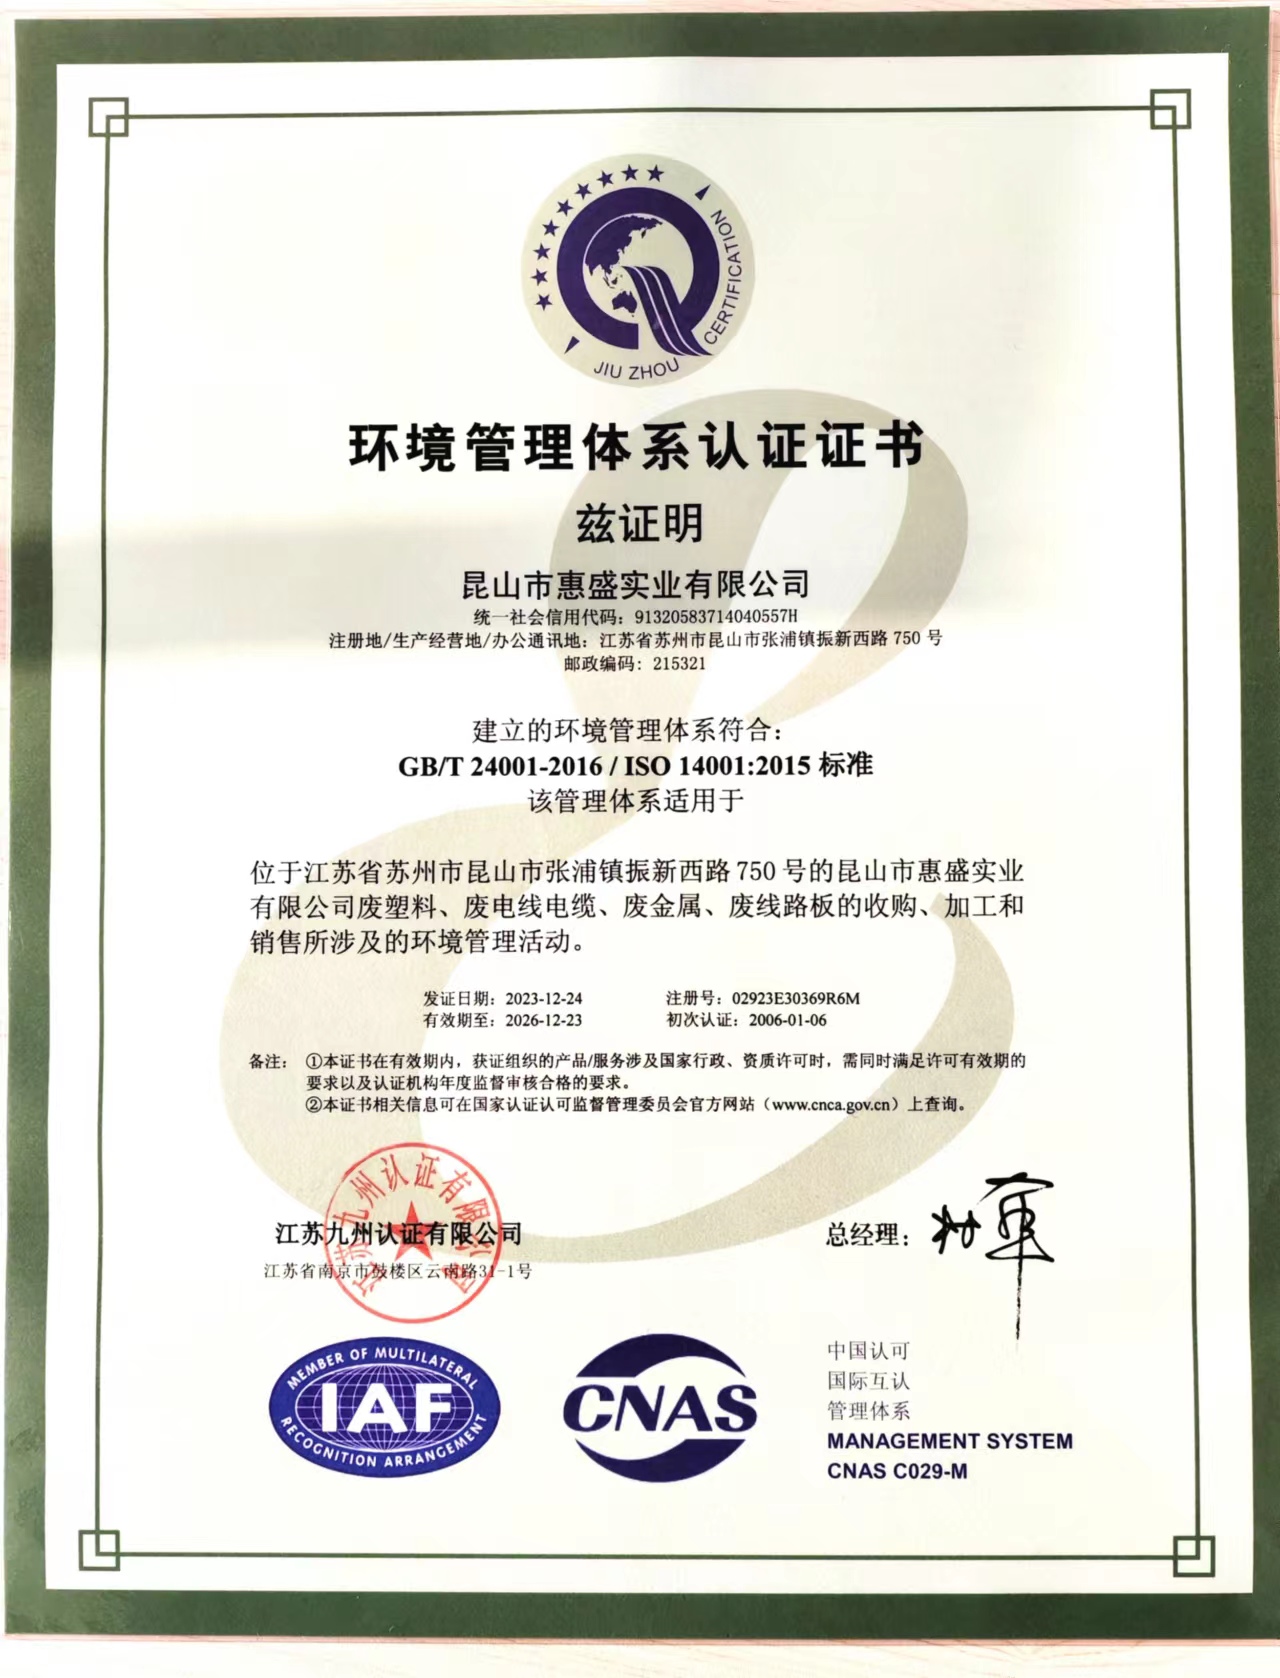 JIU ZHOU CERTIFICATION
环境管理体系认证证书
兹证明
昆山市惠盛实业有限公司
统一社会信用代码：91320583714040557H
注册地/生产经营地/办公通讯地：江苏省苏州市昆山市张浦镇振新西路 750 号
邮政编码：215321
建立的环境管理体系符合：
GB/T 24001-2016 / ISO 14001:2015 标准
该管理体系适用于
位于江苏省苏州市昆山市张浦镇振新西路 750 号的昆山市惠盛实业
有限公司废塑料、废电线电缆、废金属、废线路板的收购、加工和
销售所涉及的环境管理活动。
发证日期：2023-12-24 注册号：02923E30369R6M
有效期至：2026-12-23 初次认证：2006-01-06
备注： ①本证书在有效期内，获证组织的产品/服务涉及国家行政、资质许可时，需同时满足许可有效期的
要求以及认证机构年度监督审核合格的要求。
②本证书相关信息可在国家认证认可监督管理委员会官方网站（www.cnca.gov.cn）上查询。
江苏九州认证有限公司
江苏九州认证有限公司 总经理：
江苏省南京市鼓楼区云南路31-1号
MEMBER OF MULTILATERAL
IAF
RECOGNITION ARRANGEMENT
CNAS
中国认可
国际互认
管理体系
MANAGEMENT SYSTEM
CNAS C029-M